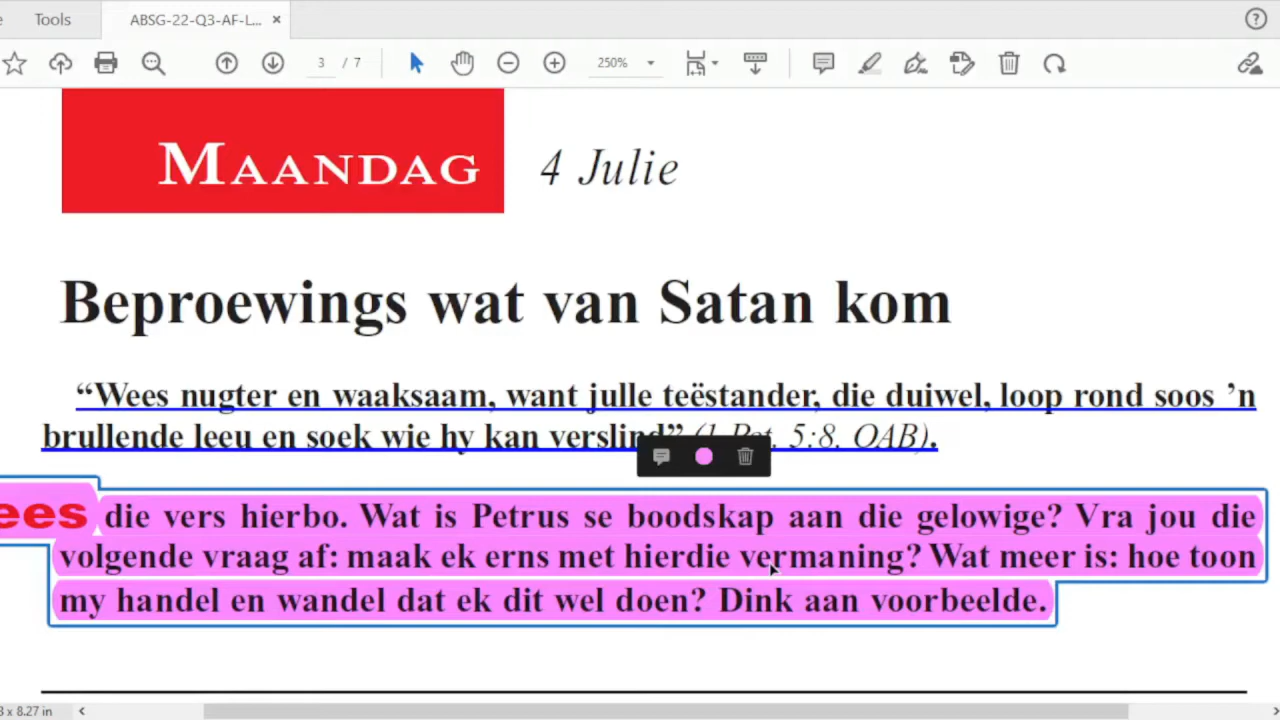 Tools
ABSG-22-Q3-AF-L... ×
3 / 7
250%
MAANDAG 4 Julie
Beproewings wat van Satan kom
“Wees nugter en waaksaam, want julle teëstander, die duiwel, loop rond soos ’n
brullende leeu en soek wie hy kan verslind” (1 Pet. 5:8, OAB).
ees die vers hierbo. Wat is Petrus se boodskap aan die gelowige? Vra jou die
volgende vraag af: maak ek erns met hierdie vermaning? Wat meer is: hoe toon
my handel en wandel dat ek dit wel doen? Dink aan voorbeelde.
3 x 8.27 in